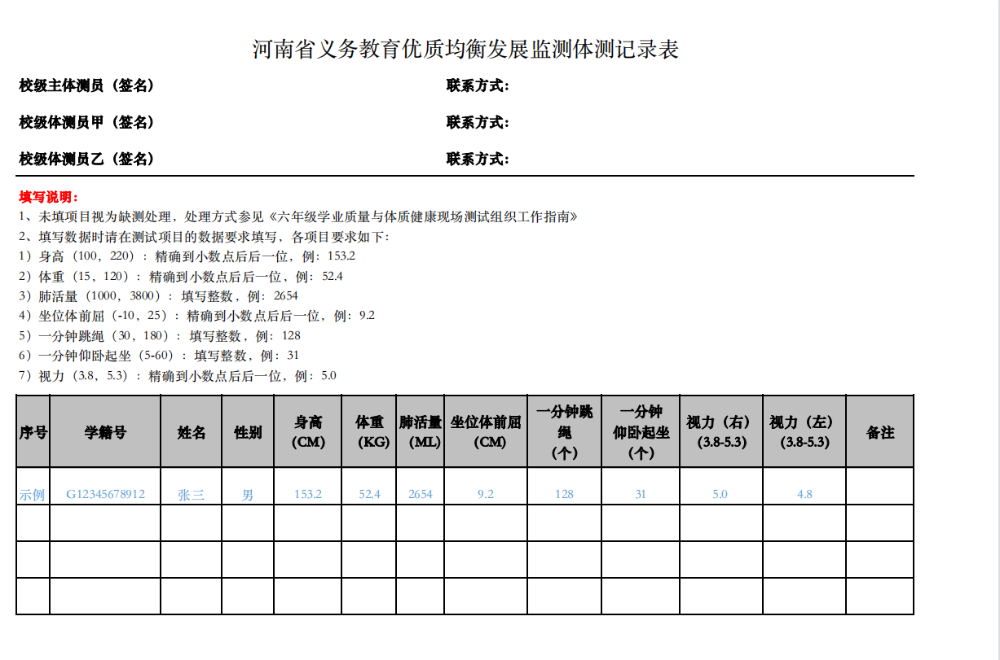 河南省义务教育优质均衡发展监测体测记录表
校级主体测员（签名） 联系方式：
校级体测员甲（签名） 联系方式：
校级体测员乙（签名） 联系方式：
填写说明：
1、未填项目视为缺测处理，处理方式参见《六年级学业质量与体质健康现场测试组织工作指南》
2、填写数据时请在测试项目的数据要求填写，各项目要求如下：
1）身高（100，220）：精确到小数点后后一位，例：153.2
2）体重（15，120）：精确到小数点后后一位，例：52.4
3）肺活量（1000，3800）：填写整数，例：2654
4）坐位体前屈（-10，25）：精确到小数点后后一位，例：9.2
5）一分钟跳绳（30，180）：填写整数，例：128
6）一分钟仰卧起坐（5-60）：填写整数，例：31
7）视力（3.8，5.3）：精确到小数点后后一位，例：5.0
序号 学籍号 姓名 性别 身高（CM） 体重（KG） 肺活量（ML） 坐位体前屈（CM） 一分钟跳绳（个） 一分钟仰卧起坐（个） 视力（右）（3.8-5.3） 视力（左）（3.8-5.3） 备注
示例 G12345678912 张三 男 153.2 52.4 2654 9.2 128 31 5.0 4.8